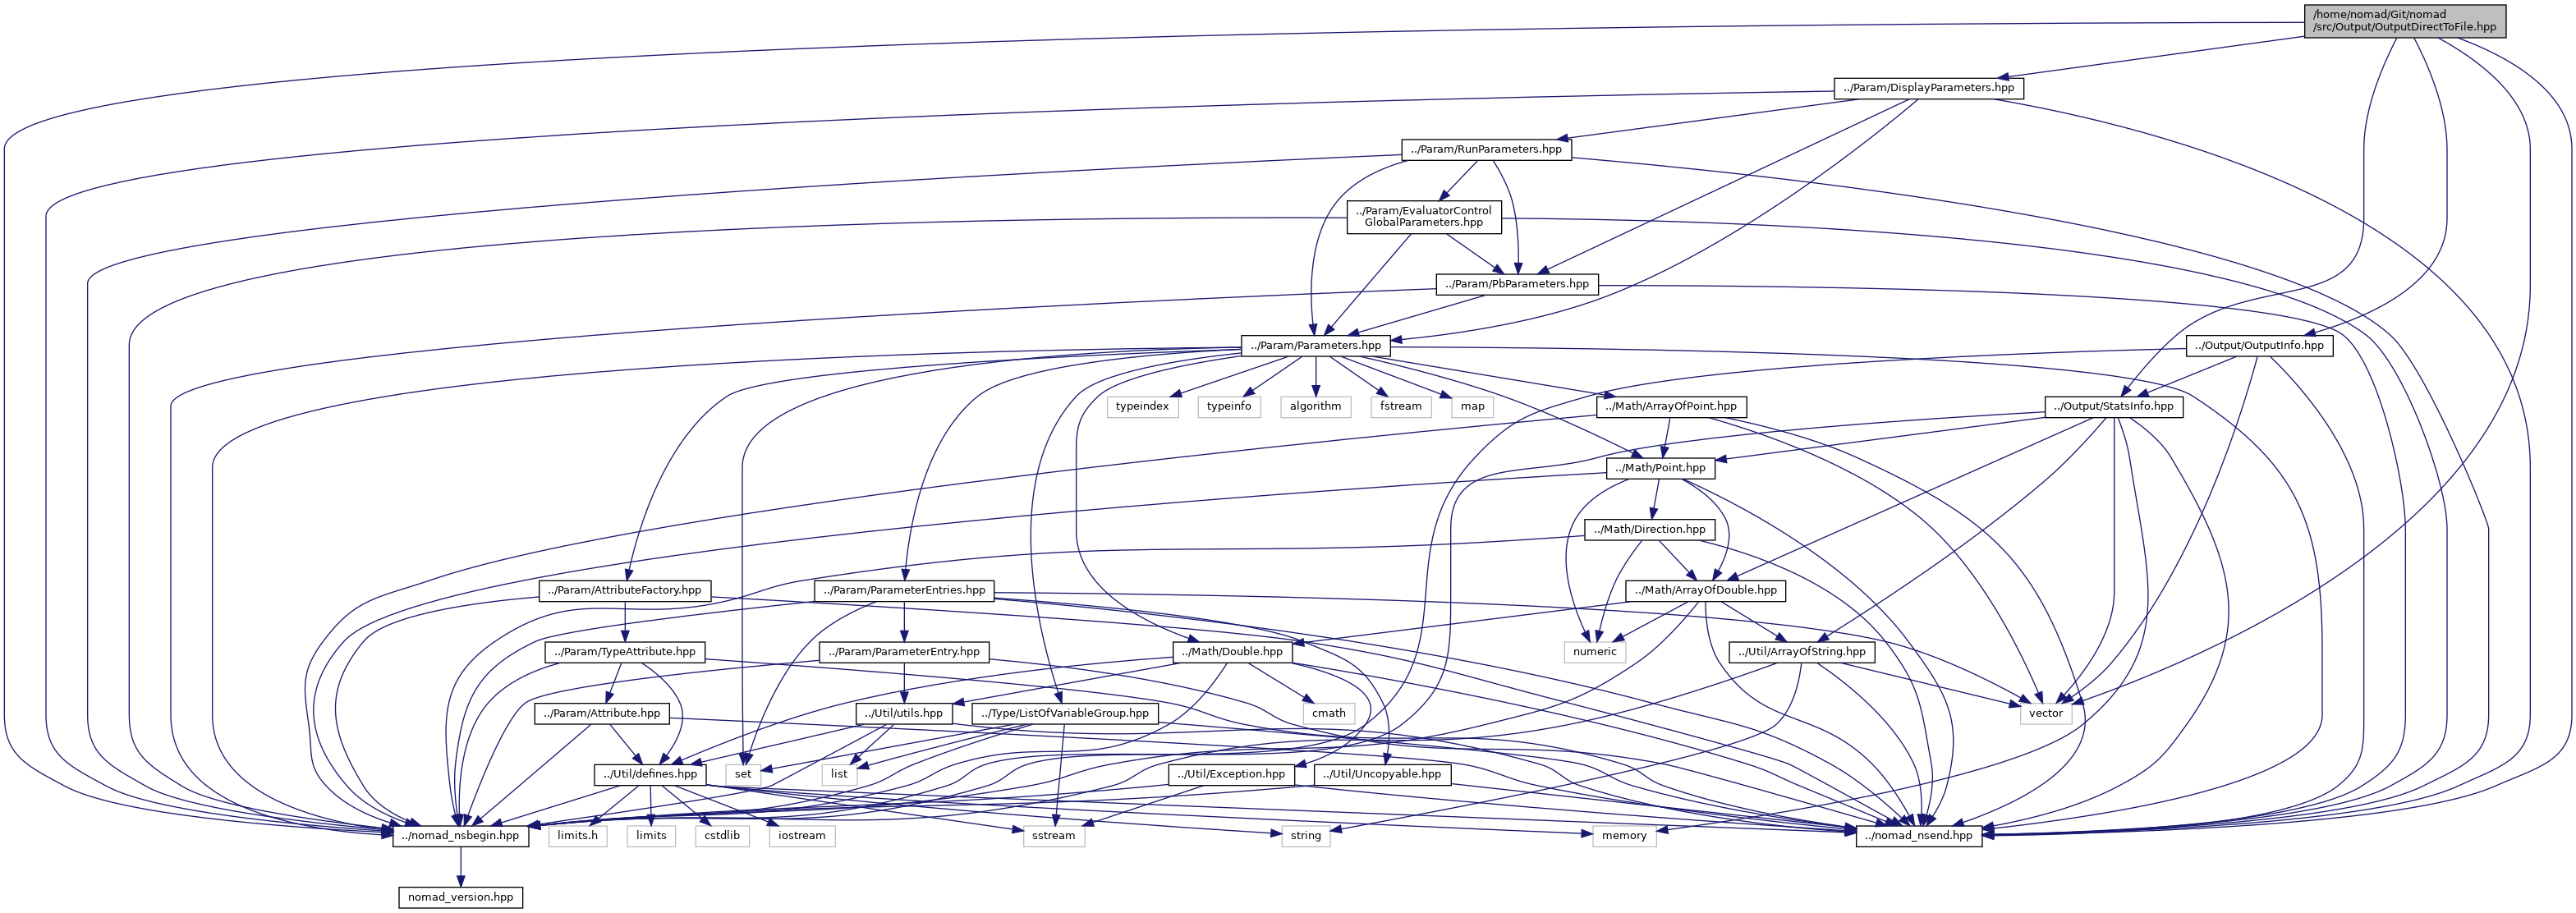 /home/nomad/Git/nomad
/src/Output/OutputDirectToFile.hpp
../Param/DisplayParameters.hpp
../Param/RunParameters.hpp
../Param/EvaluatorControl
GlobalParameters.hpp
../Param/PbParameters.hpp
../Param/Parameters.hpp
../Output/OutputInfo.hpp
typeindex
typeinfo
algorithm
fstream
map
../Math/ArrayOfPoint.hpp
../Output/StatsInfo.hpp
../Math/Point.hpp
../Math/Direction.hpp
../Param/AttributeFactory.hpp
../Param/ParameterEntries.hpp
../Math/ArrayOfDouble.hpp
../Param/TypeAttribute.hpp
../Param/ParameterEntry.hpp
../Math/Double.hpp
numeric
../Util/ArrayOfString.hpp
../Param/Attribute.hpp
../Util/utils.hpp
../Type/ListOfVariableGroup.hpp
cmath
vector
../Util/defines.hpp
set
list
../Util/Exception.hpp
../Util/Uncopyable.hpp
../nomad_nsbegin.hpp
limits.h
limits
cstdlib
iostream
sstream
string
memory
../nomad_nsend.hpp
nomad_version.hpp